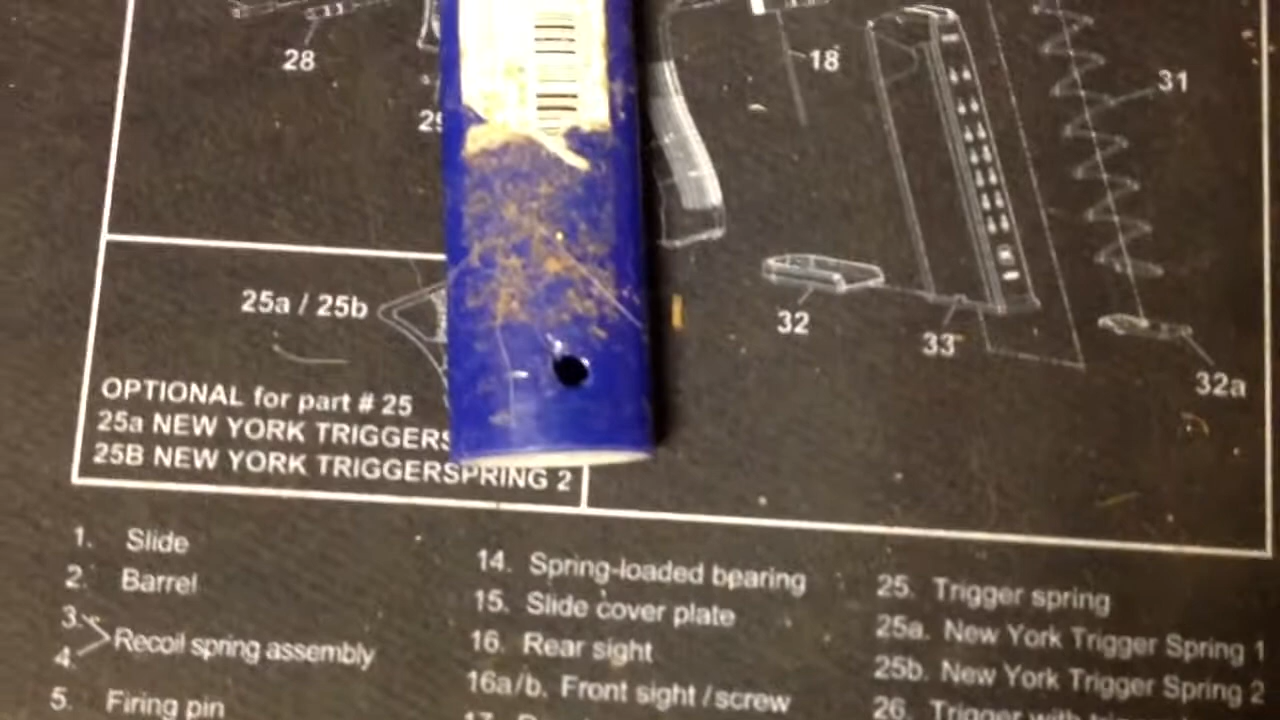 28
18
31
25a / 25b
32
33
32a
OPTIONAL for part # 25
25a NEW YORK
25B NEW YORK TRIGGERSPRING 2
1. Slide
2. Barrel
3.
4.
Recoil spring assembly
5. Firing pin
14. Spring-loaded bearing
15. Slide cover plate
16. Rear sight
16a/b. Front sight / screw
17.
25. Trigger spring
25a. New York Trigger Spring 1
25b. New York Trigger Spring 2
26. Trigger with